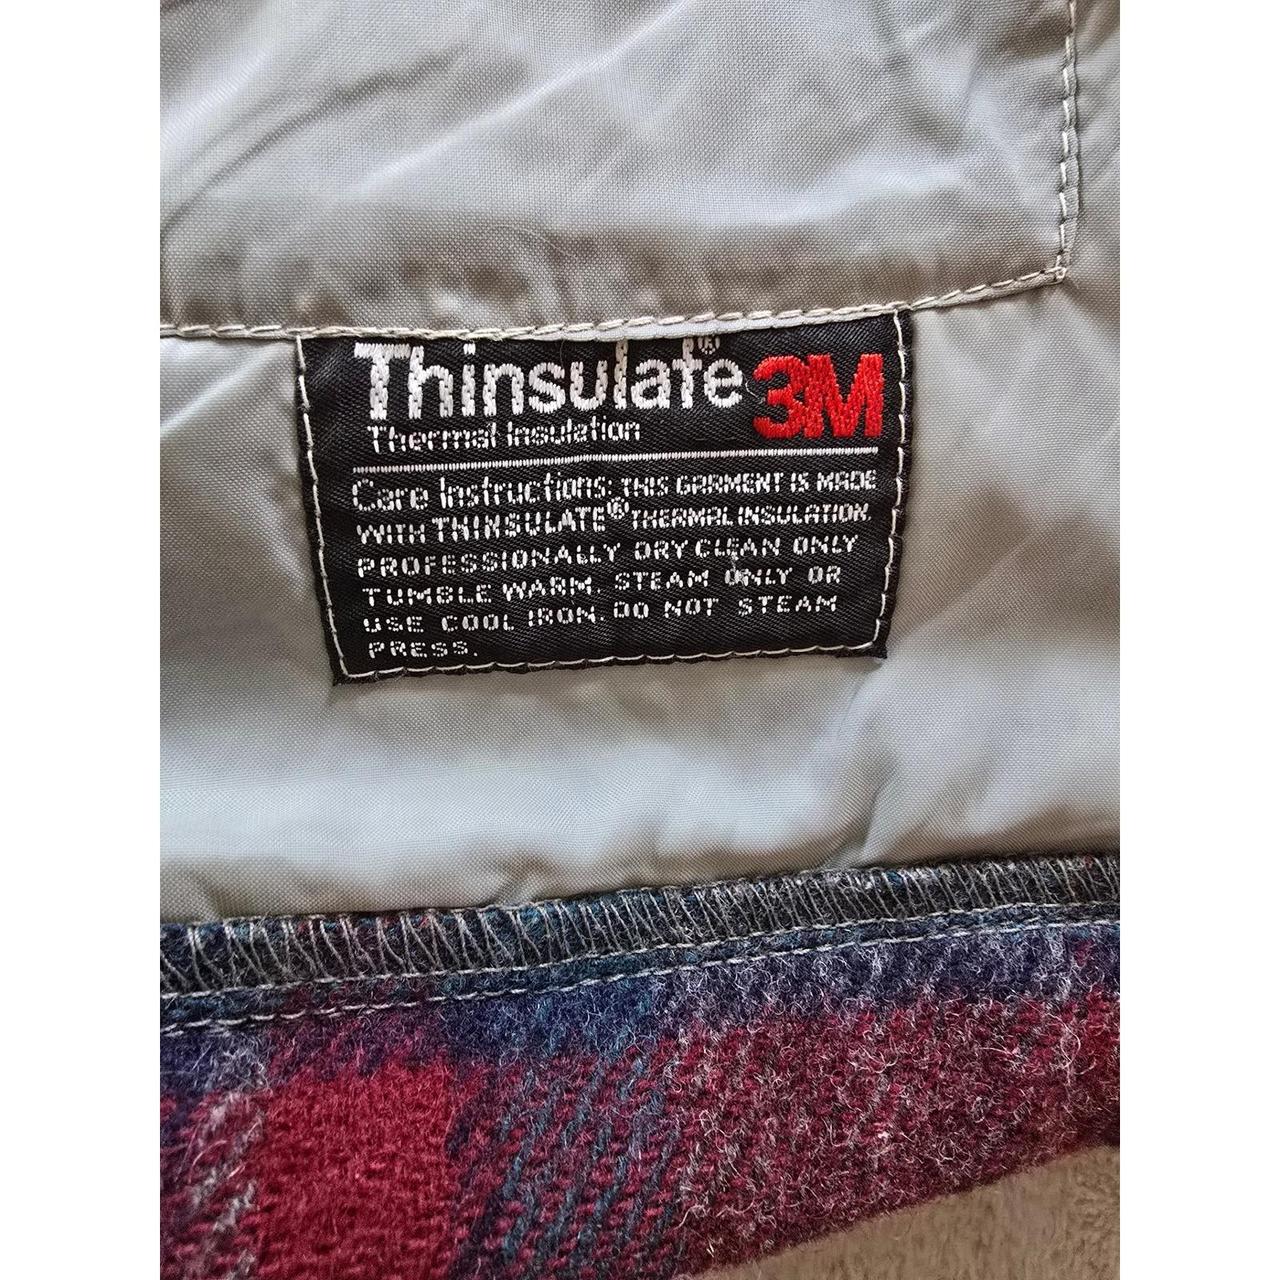 Thinsulate® 3M
Thermal Insulation
Care Instructions: THIS GARMENT IS MADE
WITH THINSULATE® THERMAL INSULATION.
PROFESSIONALLY DRY CLEAN ONLY
TUMBLE WARM. STEAM ONLY OR
USE COOL IRON. DO NOT STEAM
PRESS.